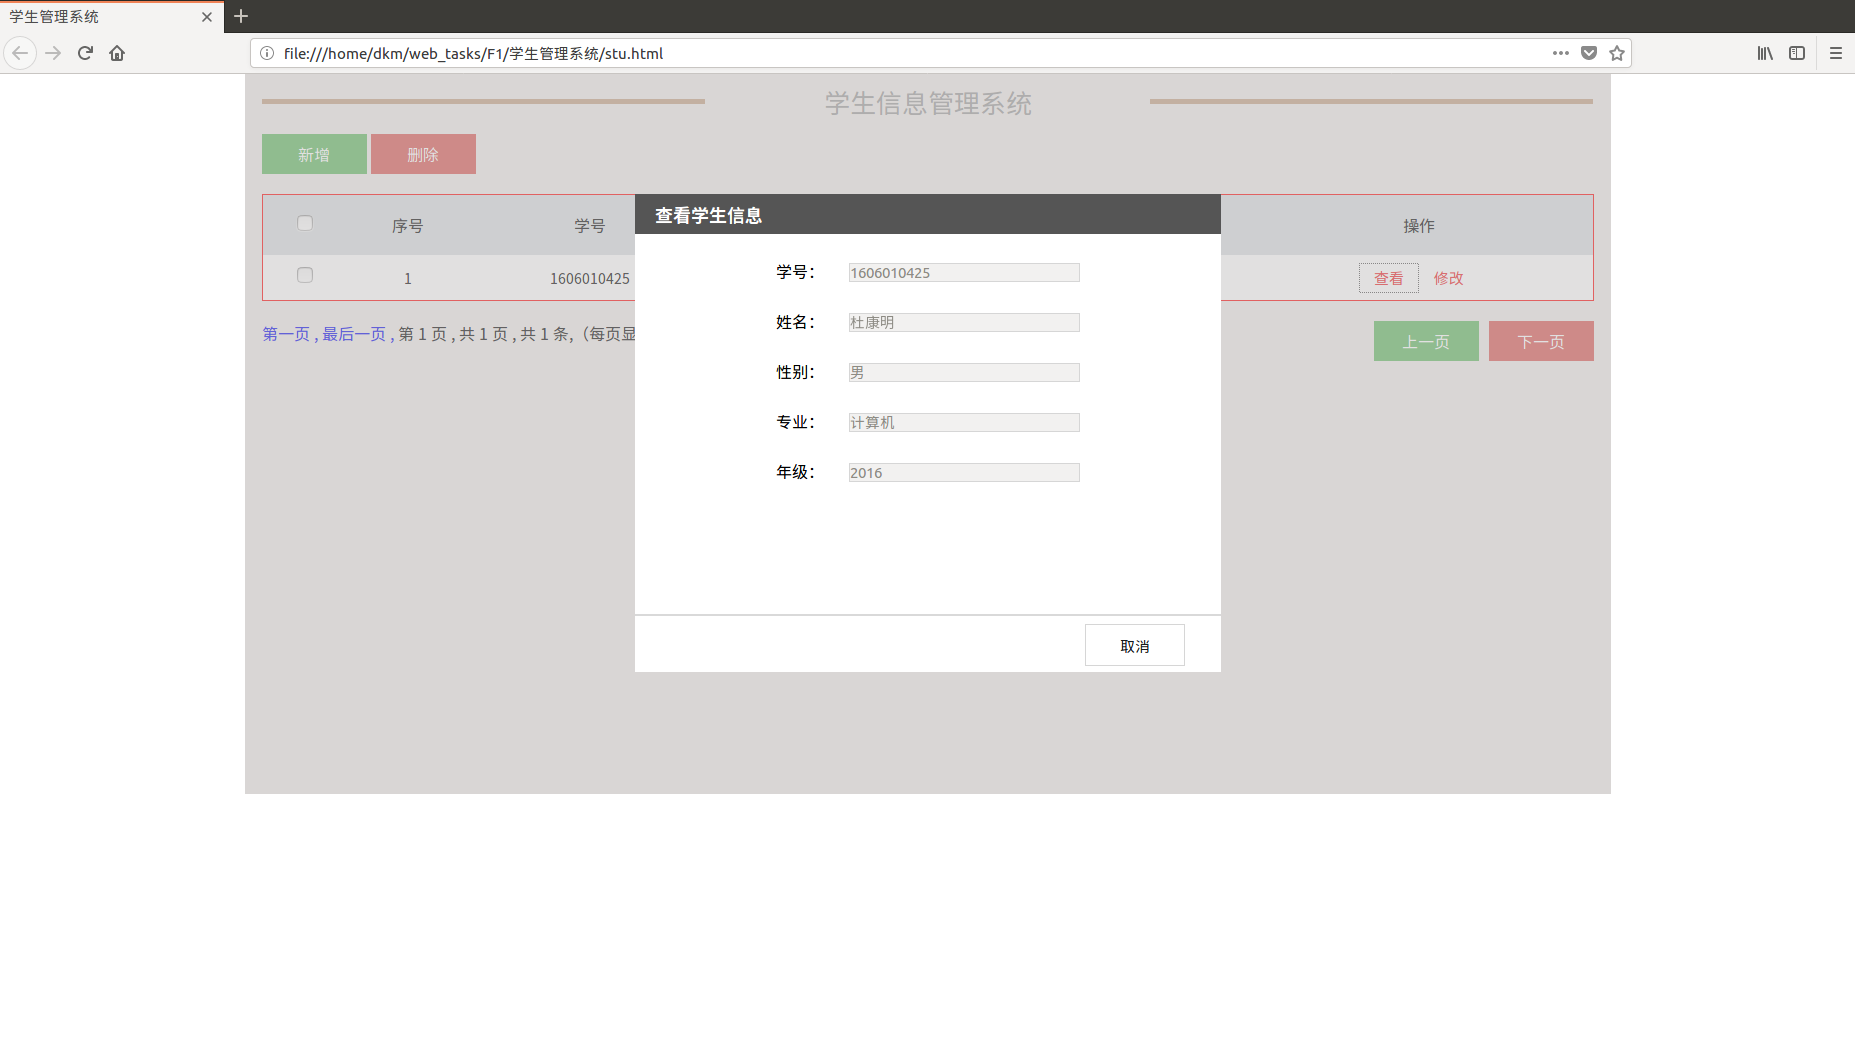 学生管理系统
file:///home/dkm/web_tasks/F1/学生管理系统/stu.html
学生信息管理系统
新增 删除
序号 学号 操作
1 1606010425 查看 修改
第一页 , 最后一页 , 第 1 页 , 共 1 页 , 共 1 条,（每页显
上一页 下一页
查看学生信息
学号： 1606010425
姓名： 杜康明
性别： 男
专业： 计算机
年级： 2016
取消